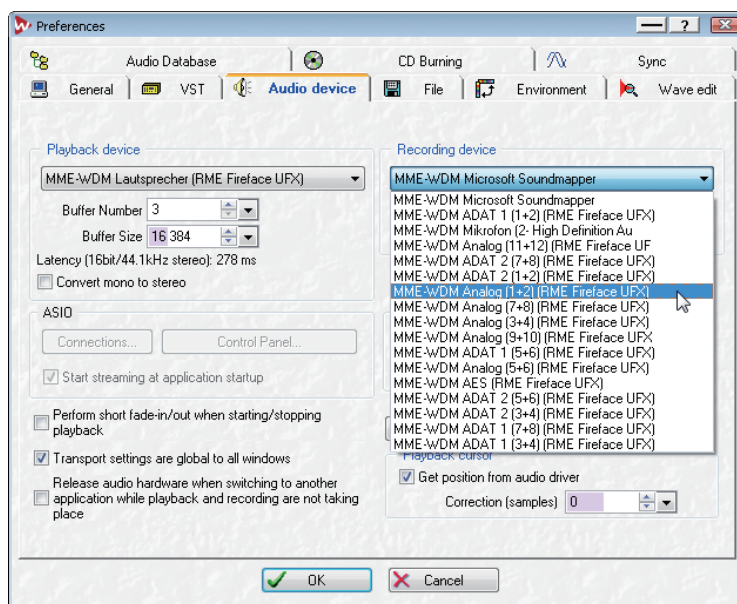 Preferences
?
Audio Database
CD Burning
Sync
General
VST
Audio device
File
Environment
Wave edit
Playback device
MME-WDM Lautsprecher (RME Fireface UFX)
Buffer Number 3
Buffer Size 16 384
Latency (16bit/44.1kHz stereo): 278 ms
Convert mono to stereo
ASIO
Connections...
Control Panel...
Start streaming at application startup
Perform short fade-in/out when starting/stopping
playback
Transport settings are global to all windows
Release audio hardware when switching to another
application while playback and recording are not taking
place
Recording device
MME-WDM Microsoft Soundmapper
MME-WDM Microsoft Soundmapper
MME-WDM ADAT 1 (1+2) (RME Fireface UFX)
MME-WDM Mikrofon (2- High Definition Au
MME-WDM Analog (11+12) (RME Fireface UF
MME-WDM ADAT 2 (7+8) (RME Fireface UFX)
MME-WDM ADAT 2 (1+2) (RME Fireface UFX)
MME-WDM Analog (1+2) (RME Fireface UFX)
MME-WDM Analog (7+8) (RME Fireface UFX)
MME-WDM Analog (3+4) (RME Fireface UFX)
MME-WDM Analog (9+10) (RME Fireface UFX
MME-WDM ADAT 1 (5+6) (RME Fireface UFX)
MME-WDM Analog (5+6) (RME Fireface UFX)
MME-WDM AES (RME Fireface UFX)
MME-WDM ADAT 2 (5+6) (RME Fireface UFX)
MME-WDM ADAT 2 (3+4) (RME Fireface UFX)
MME-WDM ADAT 1 (7+8) (RME Fireface UFX)
MME-WDM ADAT 1 (3+4) (RME Fireface UFX)
Playback cursor
Get position from audio driver
Correction (samples) 0
OK
Cancel